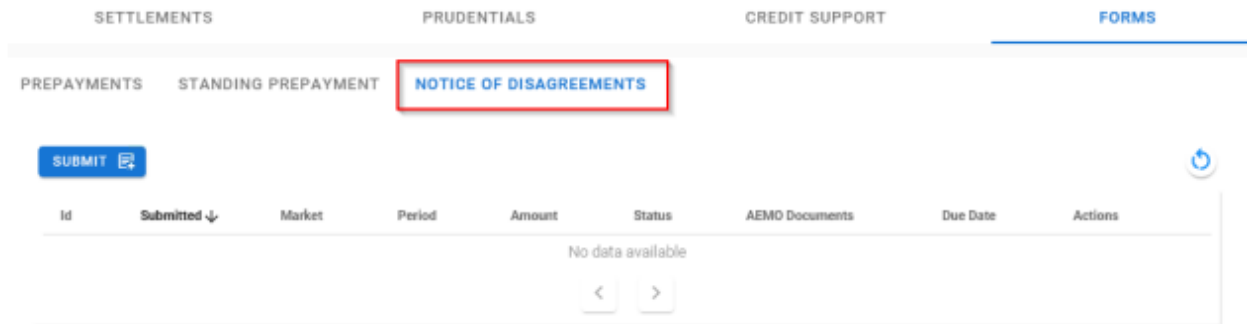 SETTLEMENTS PRUDENTIALS CREDIT SUPPORT FORMS
PREPAYMENTS STANDING PREPAYMENT NOTICE OF DISAGREEMENTS
SUBMIT
Id Submitted Market Period Amount Status AEMO Documents Due Date Actions
No data available